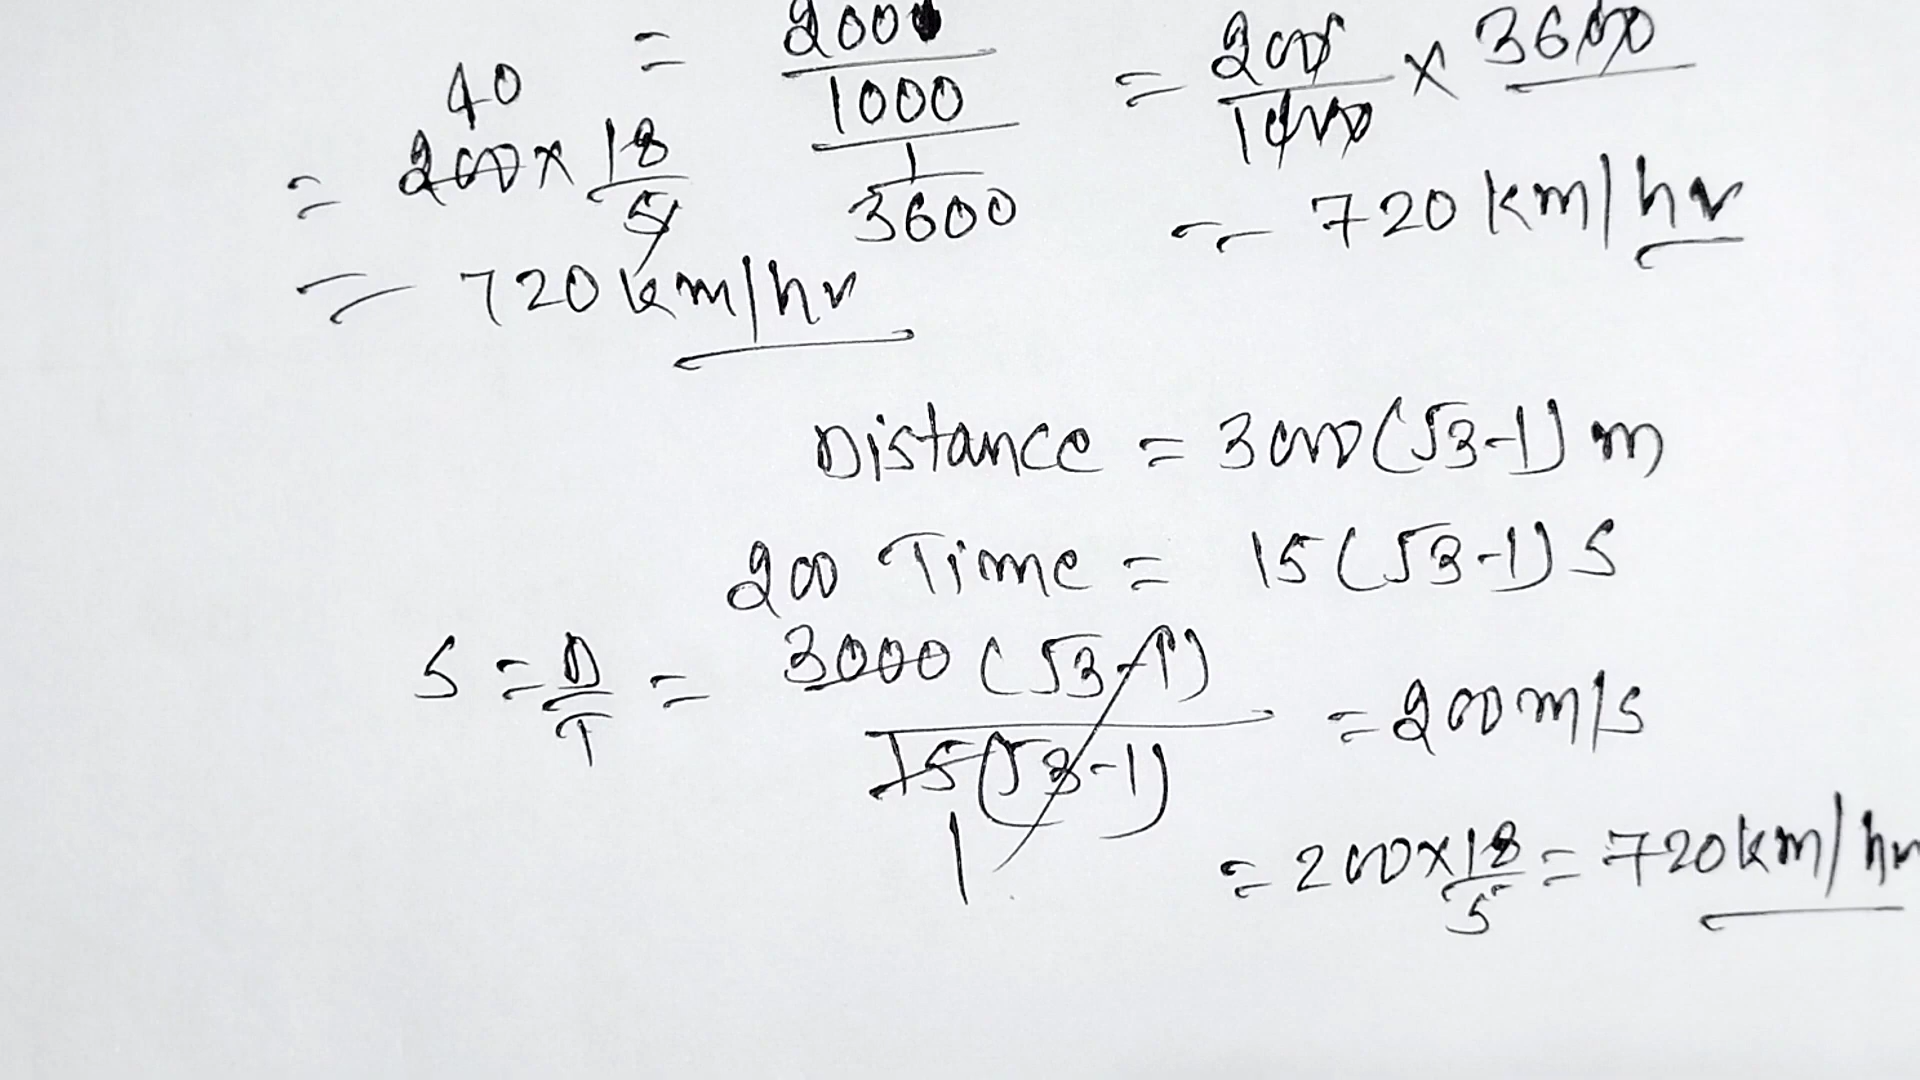 = 200 / 1000 / 1 / 3600 = 200/1000 × 3600
40
= 200 × 18/5
= 720 km/hr
= 720 km/hr
Distance = 3000(√3-1) m
200 Time = 15(√3-1) s
S = D/T = 3000(√3-1) / 15(√3-1) = 200 m/s
1
= 200×18/5 = 720 km/hr